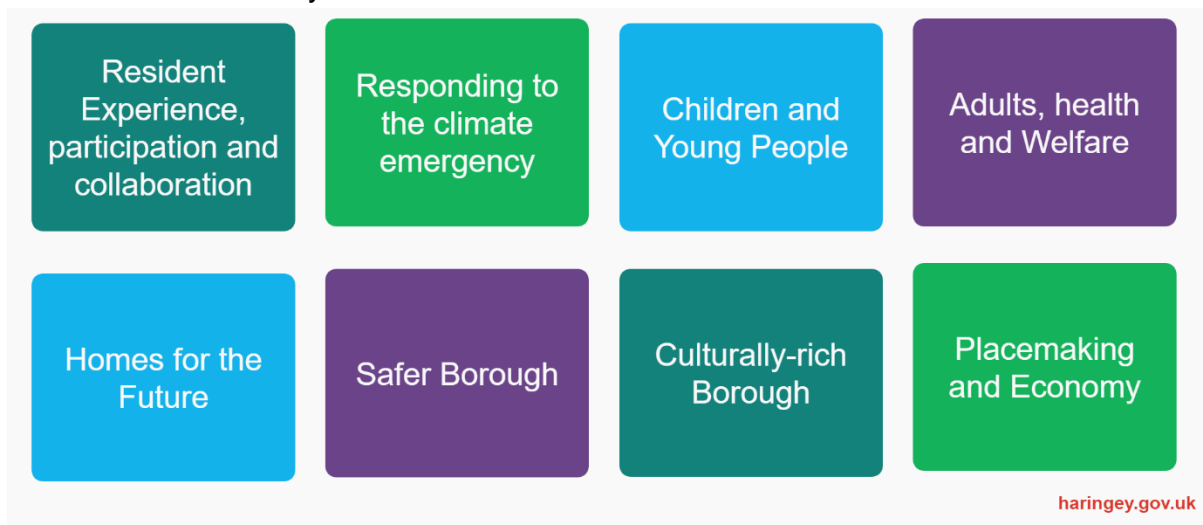 Resident
Experience,
participation and
collaboration
Responding to
the climate
emergency
Children and
Young People
Adults, health
and Welfare
Homes for the
Future
Safer Borough
Culturally-rich
Borough
Placemaking
and Economy
haringey.gov.uk